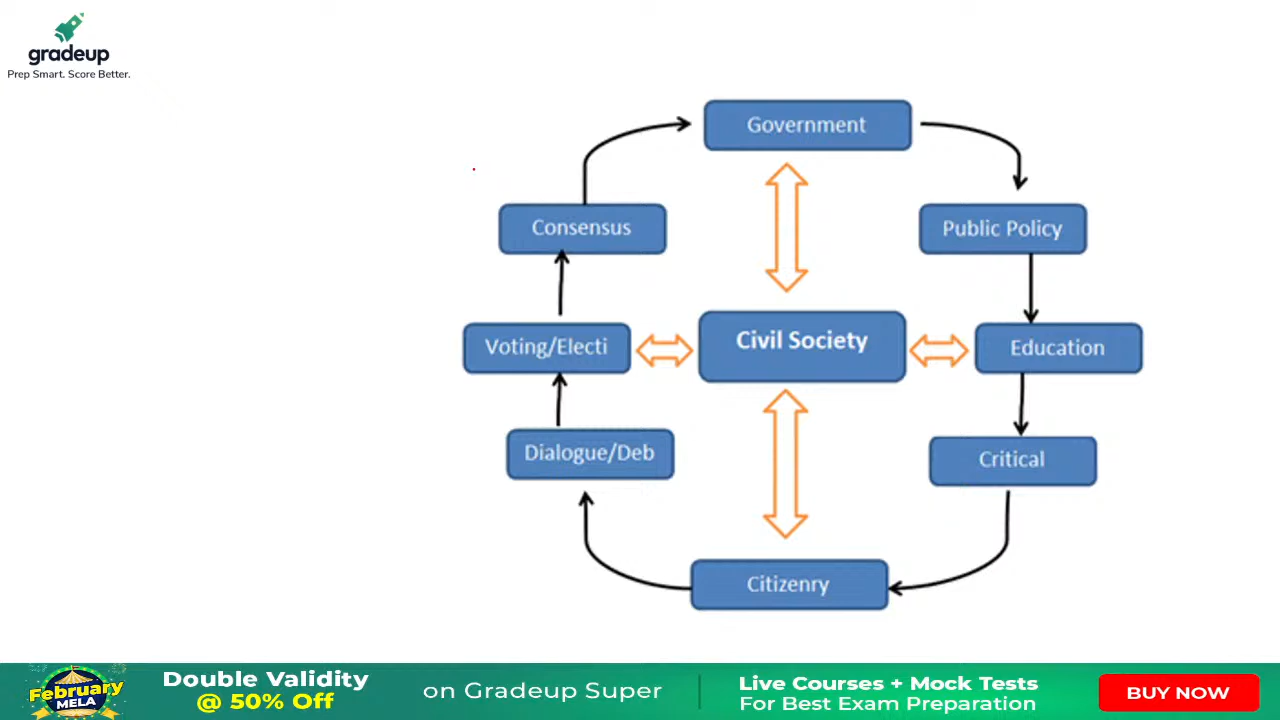 gradeup
Prep Smart. Score Better.
Government
Consensus
Public Policy
Civil Society
Voting/Electi
Education
Dialogue/Deb
Critical
Citizenry
February
MELA
Double Validity
@ 50% Off
on Gradeup Super
Live Courses + Mock Tests
For Best Exam Preparation
BUY NOW